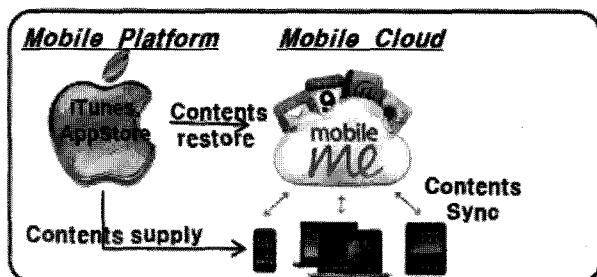 Mobile Platform
Mobile Cloud
iTunes,
AppStore
Contents
restore
mobile
me
Contents
Sync
Contents supply